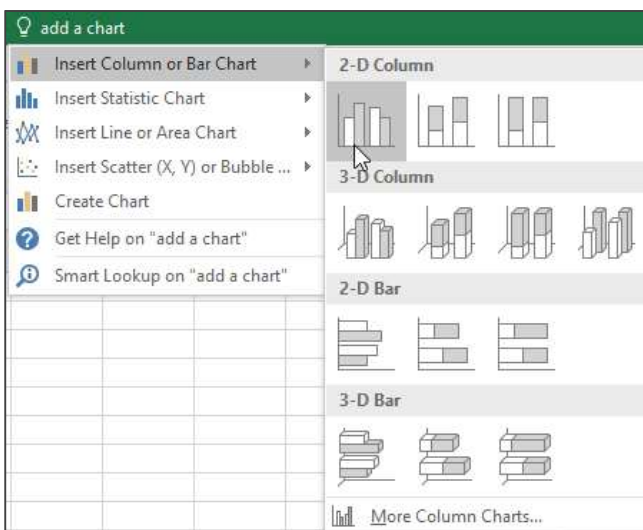 add a chart
Insert Column or Bar Chart
Insert Statistic Chart
Insert Line or Area Chart
Insert Scatter (X, Y) or Bubble ...
Create Chart
Get Help on "add a chart"
Smart Lookup on "add a chart"
2-D Column
3-D Column
2-D Bar
3-D Bar
More Column Charts...